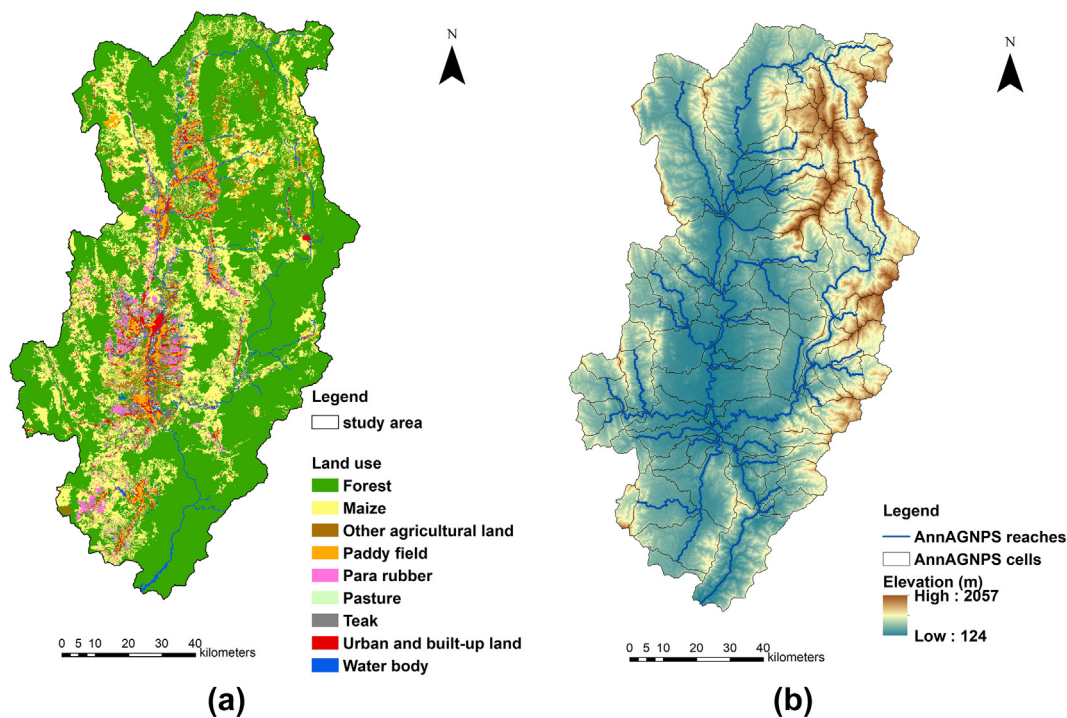 N
Legend
study area
Land use
Forest
Maize
Other agricultural land
Paddy field
Para rubber
Pasture
Teak
Urban and built-up land
Water body
0 5 10 20 30 40
kilometers
(a)
N
Legend
AnnAGNPS reaches
AnnAGNPS cells
Elevation (m)
High : 2057
Low : 124
0 5 10 20 30 40
kilometers
(b)